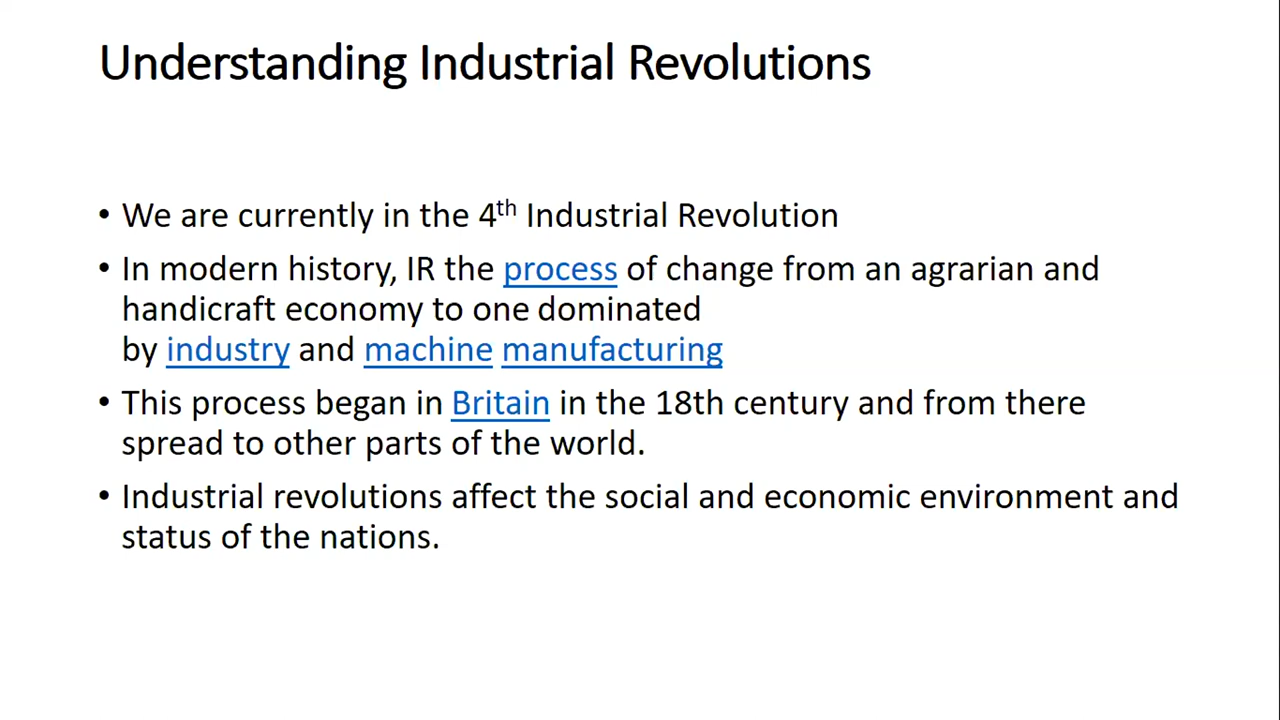 Understanding Industrial Revolutions
• We are currently in the 4th Industrial Revolution
• In modern history, IR the process of change from an agrarian and
handicraft economy to one dominated
by industry and machine manufacturing
• This process began in Britain in the 18th century and from there
spread to other parts of the world.
• Industrial revolutions affect the social and economic environment and
status of the nations.